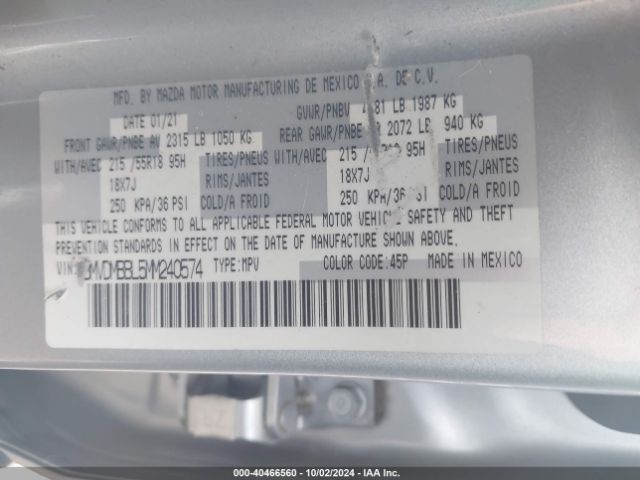 MFD. BY MAZDA MOTOR MANUFACTURING DE MEXICO S.A. DE C.V.
DATE 01/21 GVWR/PNBV 4381 LB 1987 KG
FRONT GAWR/PNBE AV 2315 LB 1050 KG REAR GAWR/PNBE 2072 LB 940 KG
WITH/AVEC 215 /55R18 95H TIRES/PNEUS WITH/AVEC 215 95H TIRES/PNEUS
18X7J RIMS/JANTES 18X7J RIMS/JANTES
250 KPA/36 PSI COLD/A FROID 250 KPA/36 PSI COLD/A FROID
THIS VEHICLE CONFORMS TO ALL APPLICABLE FEDERAL MOTOR VEHICLE SAFETY AND THEFT
PREVENTION STANDARDS IN EFFECT ON THE DATE OF MANUFACTURE SHOWN ABOVE.
VIN: 3MVDMBBL5MM240574 TYPE:MPV COLOR CODE:45P MADE IN MEXICO
000-40466560 - 10/02/2024 - IAA Inc.